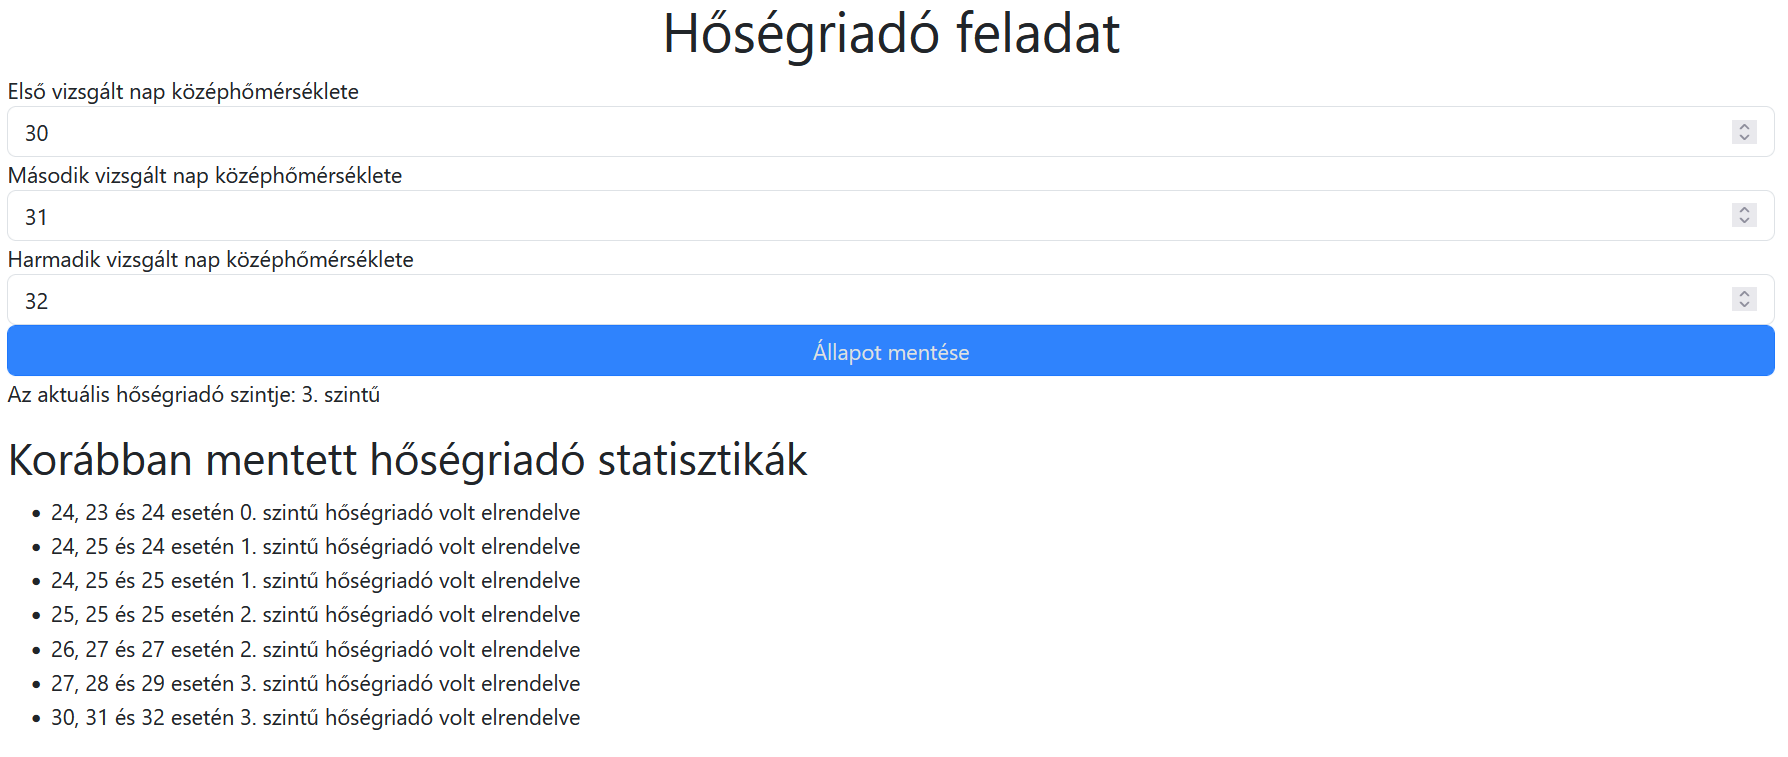 Hőségriadó feladat
Első vizsgált nap középhőmérséklete
30
Második vizsgált nap középhőmérséklete
31
Harmadik vizsgált nap középhőmérséklete
32
Állapot mentése
Az aktuális hőségriadó szintje: 3. szintű
Korábban mentett hőségriadó statisztikák
• 24, 23 és 24 esetén 0. szintű hőségriadó volt elrendelve
• 24, 25 és 24 esetén 1. szintű hőségriadó volt elrendelve
• 24, 25 és 25 esetén 1. szintű hőségriadó volt elrendelve
• 25, 25 és 25 esetén 2. szintű hőségriadó volt elrendelve
• 26, 27 és 27 esetén 2. szintű hőségriadó volt elrendelve
• 27, 28 és 29 esetén 3. szintű hőségriadó volt elrendelve
• 30, 31 és 32 esetén 3. szintű hőségriadó volt elrendelve